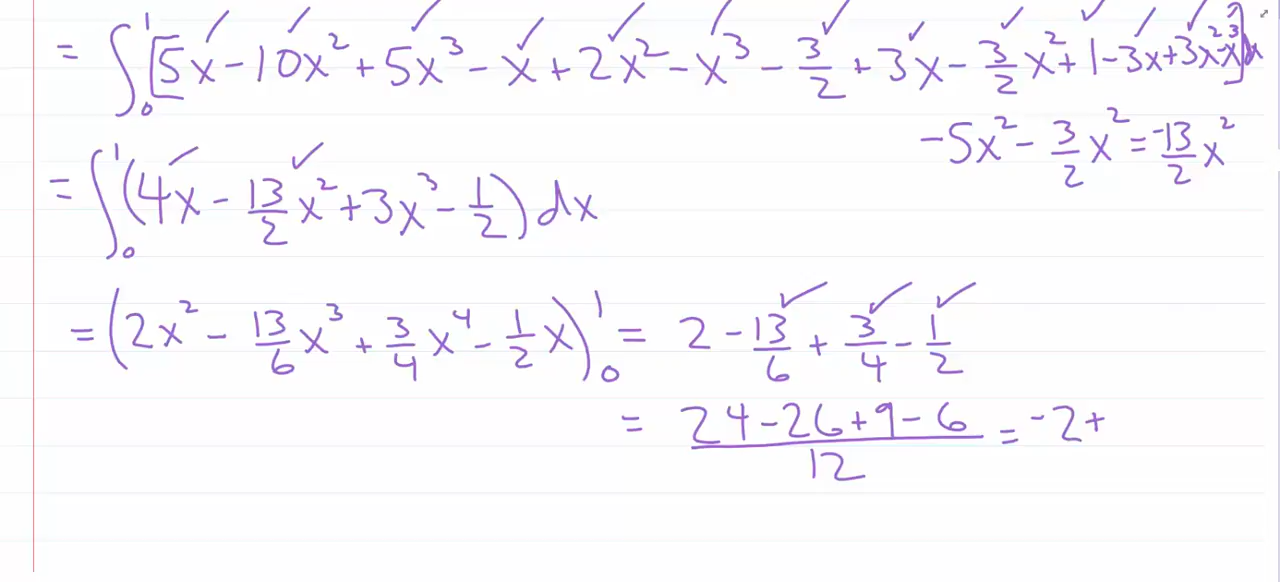 = ∫₀¹ [5x − 10x² + 5x³ − x + 2x² − x³ − 3/2 + 3x − 3/2 x² + 1 − 3x + 3x² − x³] dx
−5x² − 3/2 x² = −13/2 x²
= ∫₀¹ (4x − 13/2 x² + 3x³ − 1/2) dx
= (2x² − 13/6 x³ + 3/4 x⁴ − 1/2 x)₀¹ = 2 − 13/6 + 3/4 − 1/2
= (24 − 26 + 9 − 6)/12 = −2 +